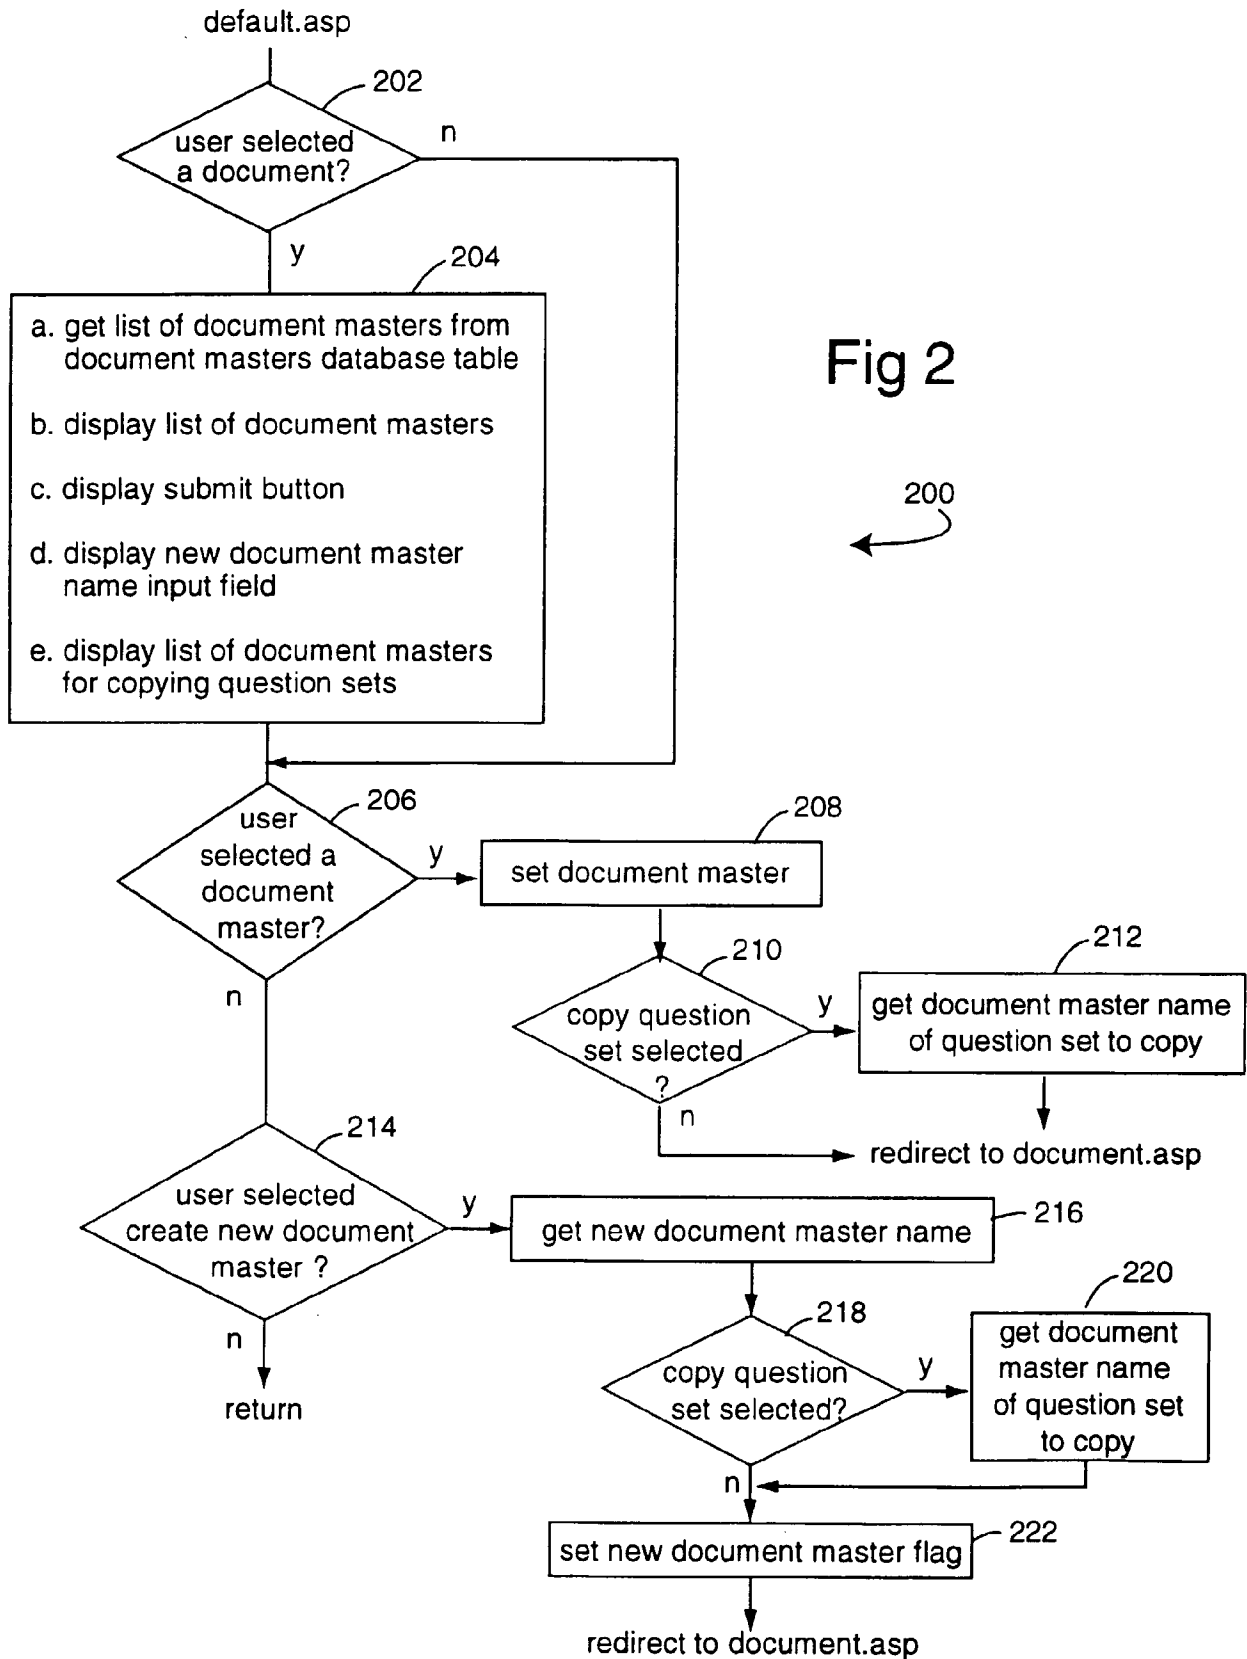 default.asp
202
user selected
a document?
n
y
204
a. get list of document masters from
document masters database table
b. display list of document masters
c. display submit button
d. display new document master
name input field
e. display list of document masters
for copying question sets
Fig 2
200
206
user
selected a
document
master?
y
n
208
set document master
210
copy question
set selected
?
y
n
212
get document master name
of question set to copy
redirect to document.asp
214
user selected
create new document
master ?
y
n
return
216
get new document master name
218
copy question
set selected?
y
n
220
get document
master name
of question set
to copy
222
set new document master flag
redirect to document.asp